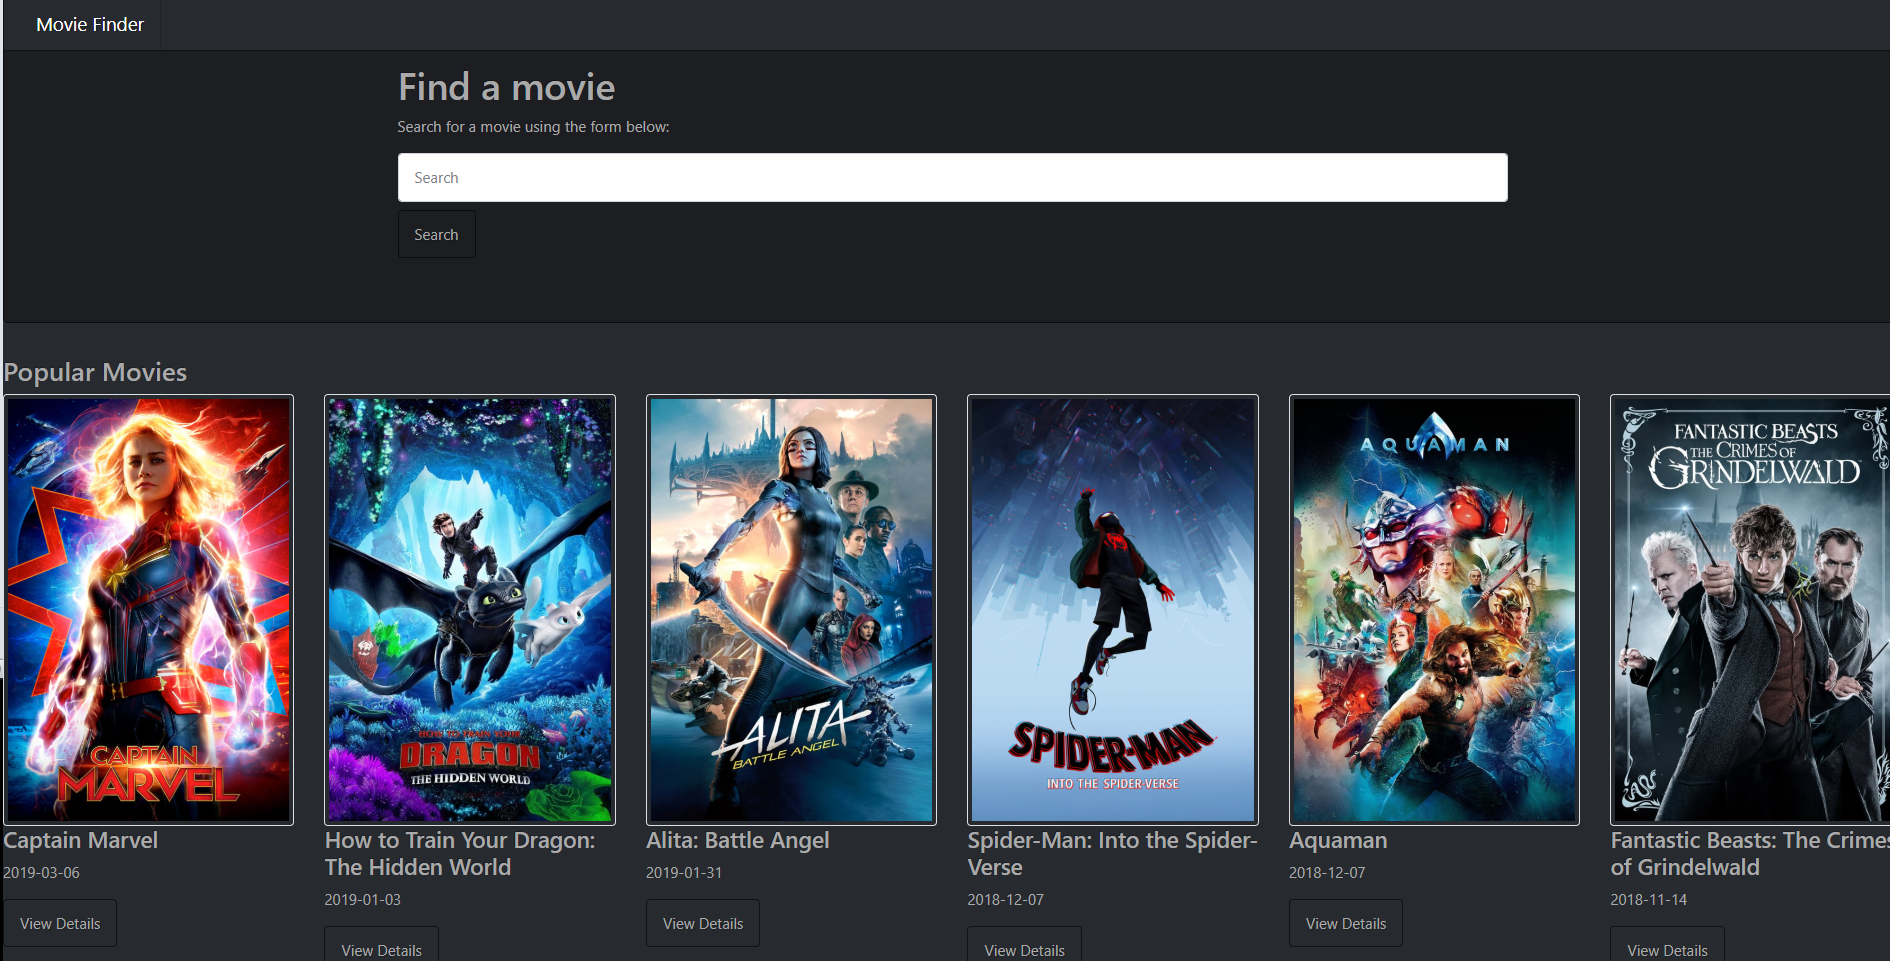 Movie Finder
Find a movie
Search for a movie using the form below:
Search
Search
Popular Movies
CAPTAIN
MARVEL
HOW TO TRAIN YOUR
DRAGON
THE HIDDEN WORLD
ALITA
BATTLE ANGEL
SPIDER-MAN
INTO THE SPIDER-VERSE
AQUAMAN
FANTASTIC BEASTS
THE CRIMES OF
GRINDELWALD
Captain Marvel
2019-03-06
View Details
How to Train Your Dragon:
The Hidden World
2019-01-03
View Details
Alita: Battle Angel
2019-01-31
View Details
Spider-Man: Into the Spider-
Verse
2018-12-07
View Details
Aquaman
2018-12-07
View Details
Fantastic Beasts: The Crimes
of Grindelwald
2018-11-14
View Details